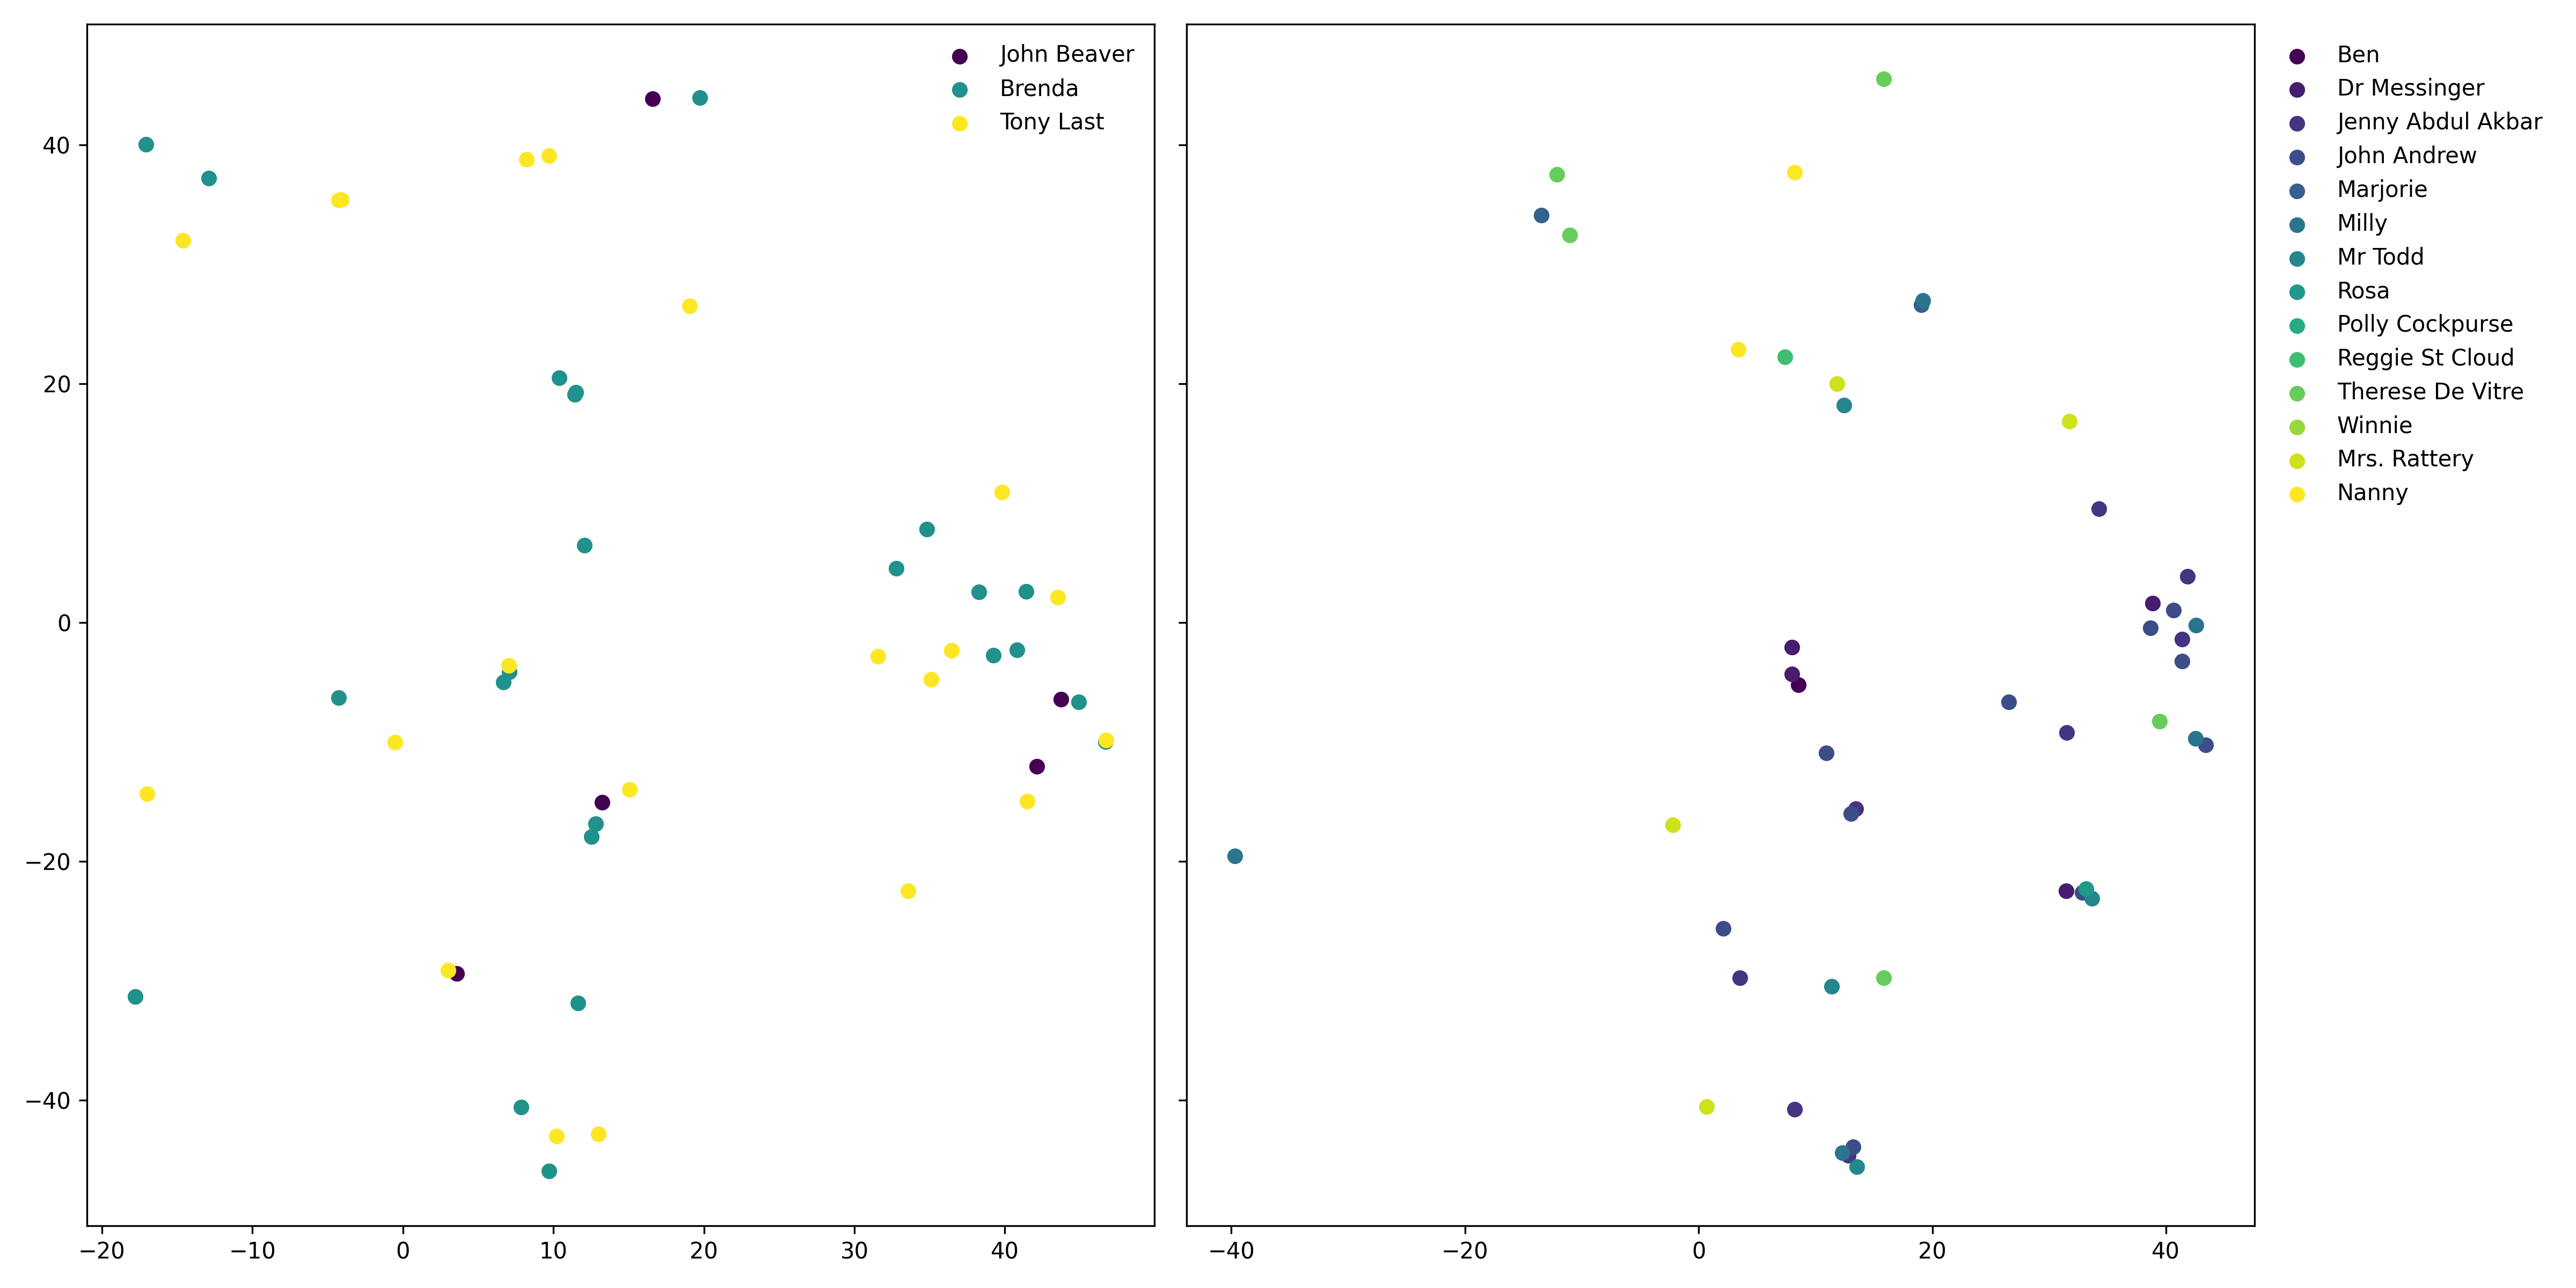 John Beaver
Brenda
Tony Last
40
20
0
−20
−40
−20
−10
0
10
20
30
40
−40
−20
0
20
40
Ben
Dr Messinger
Jenny Abdul Akbar
John Andrew
Marjorie
Milly
Mr Todd
Rosa
Polly Cockpurse
Reggie St Cloud
Therese De Vitre
Winnie
Mrs. Rattery
Nanny